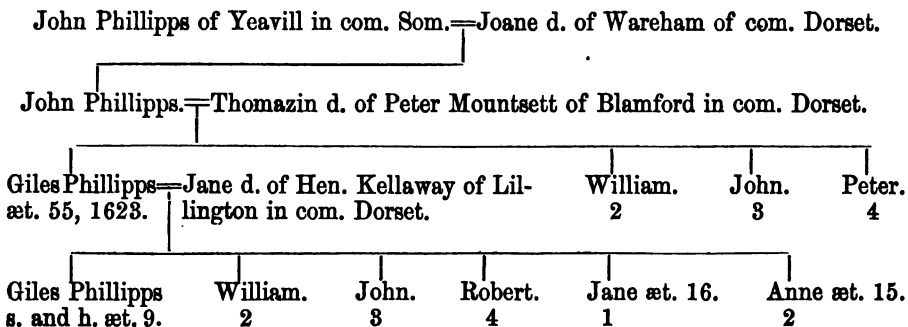 John Phillipps of Yeavill in com. Som.=Joane d. of Wareham of com. Dorset.
John Phillipps.=Thomazin d. of Peter Mountsett of Blamford in com. Dorset.
Giles Phillipps=Jane d. of Hen. Kellaway of Lil- William. John. Peter.
æt. 55, 1623. lington in com. Dorset. 2 3 4
Giles Phillipps William. John. Robert. Jane æt. 16. Anne æt. 15.
s. and h. æt. 9. 2 3 4 1 2